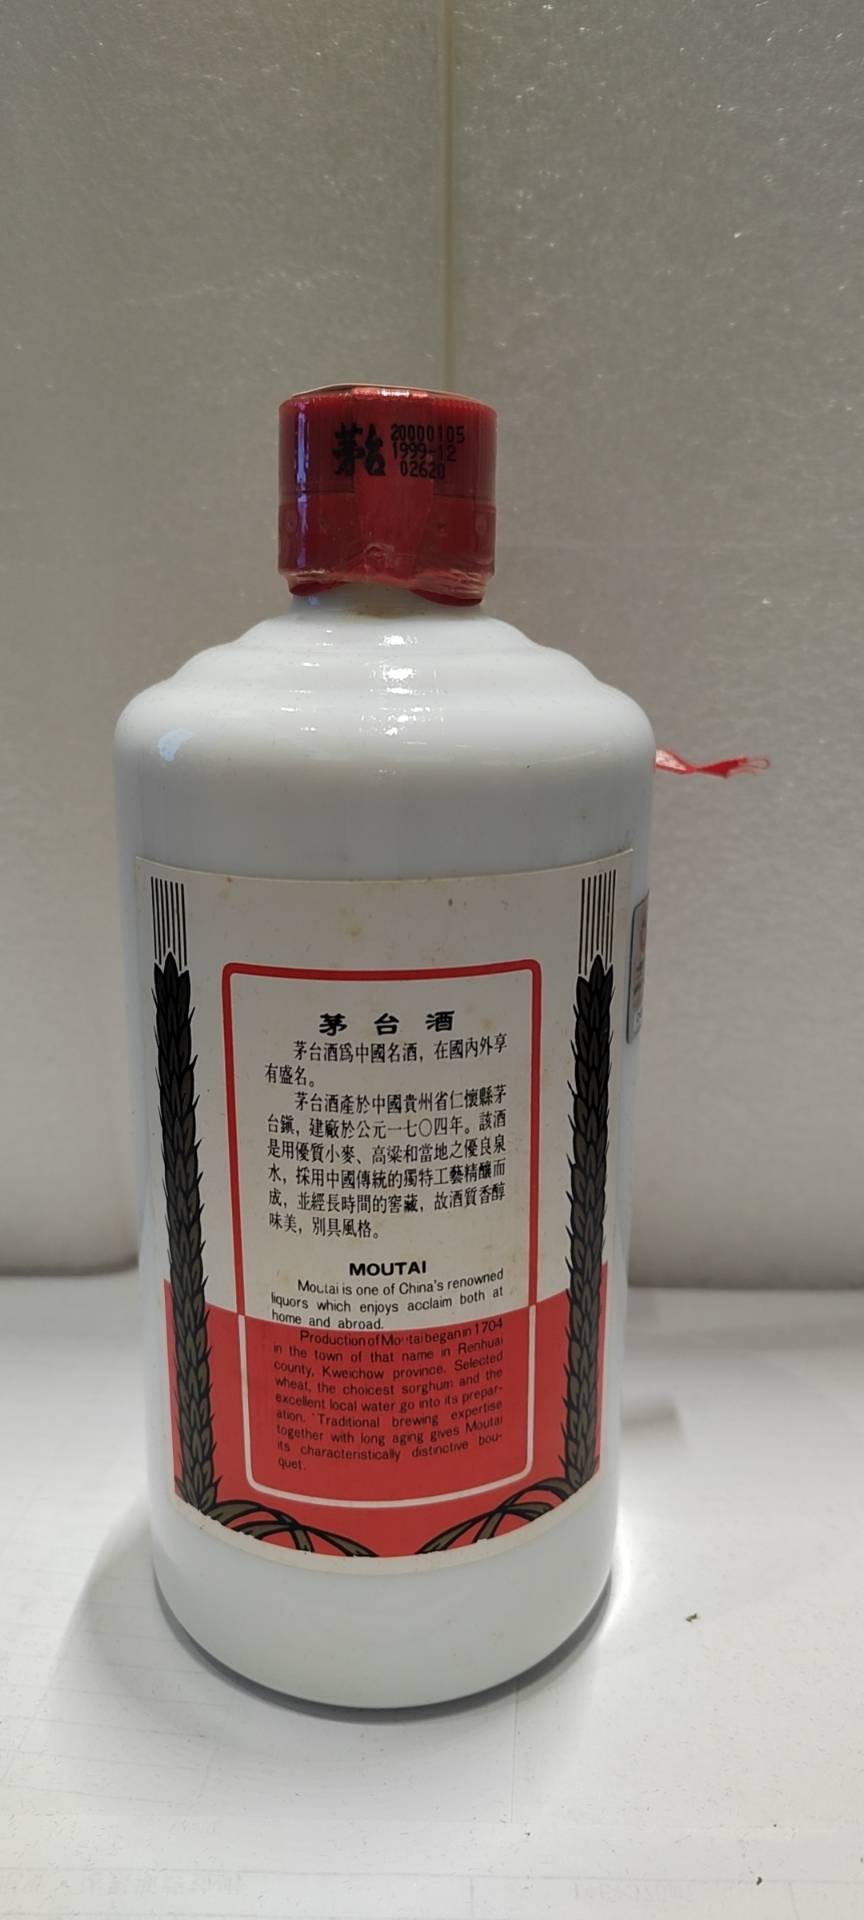 茅台
20000105
1999-12
02620
茅台酒
茅台酒爲中國名酒，在國內外享
有盛名。
茅台酒產於中國貴州省仁懷縣茅
台鎭，建廠於公元一七〇四年。該酒
是用優質小麥、高粱和當地之優良泉
水，採用中國傳統的獨特工藝精釀而
成，並經長時間的窖藏，故酒質香醇
味美，別具風格。
MOUTAI
Moutai is one of China's renowned
liquors which enjoys acclaim both at
home and abroad.
Production of Moutai began in 1704
in the town of that name in Renhuai
county, Kweichow province. Selected
wheat, the choicest sorghum and the
excellent local water go into its prepar-
ation. Traditional brewing expertise
together with long aging gives Moutai
its characteristically distinctive bou-
quet.